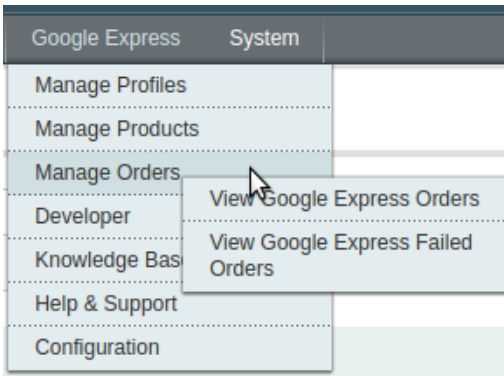 Google Express System
Manage Profiles
Manage Products
Manage Orders
View Google Express Orders
View Google Express Failed
Orders
Developer
Knowledge Bas
Help & Support
Configuration